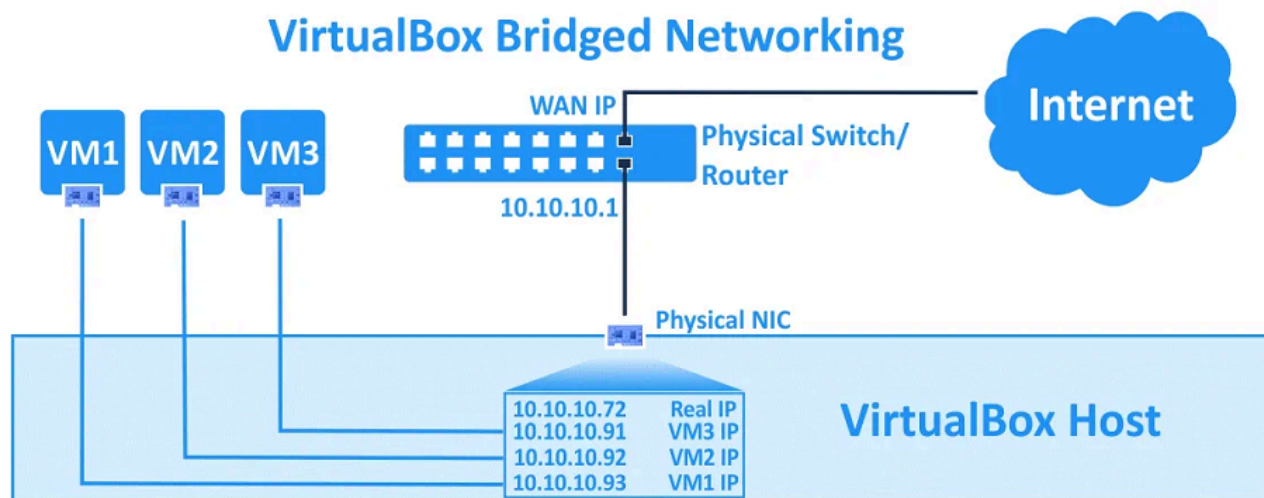 VirtualBox Bridged Networking
WAN IP
Internet
VM1 VM2 VM3
Physical Switch/
Router
10.10.10.1
Physical NIC
10.10.10.72 Real IP
10.10.10.91 VM3 IP
10.10.10.92 VM2 IP
10.10.10.93 VM1 IP
VirtualBox Host